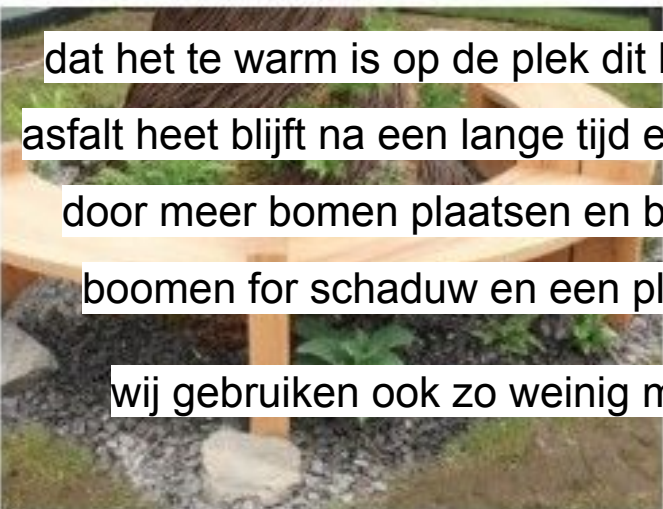 dat het te warm is op de plek dit
asfalt heet blijft na een lange tijd
door meer bomen plaatsen en
boomen for schaduw en een
wij gebruiken ook zo weinig